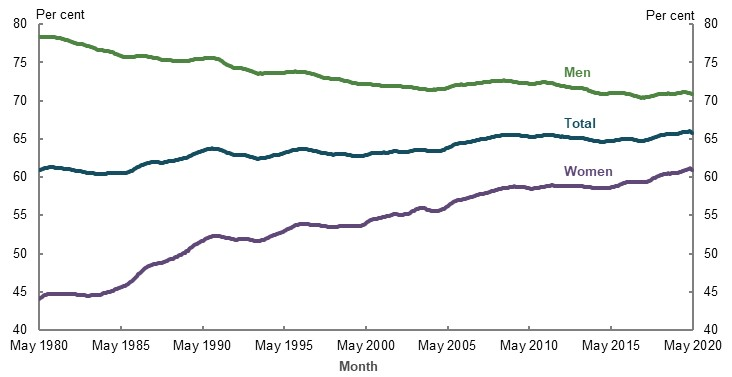 Per cent Per cent
80 80
75 75
Men
70 70
Total
65 65
Women
60 60
55 55
50 50
45 45
40 40
May 1980 May 1985 May 1990 May 1995 May 2000 May 2005 May 2010 May 2015 May 2020
Month